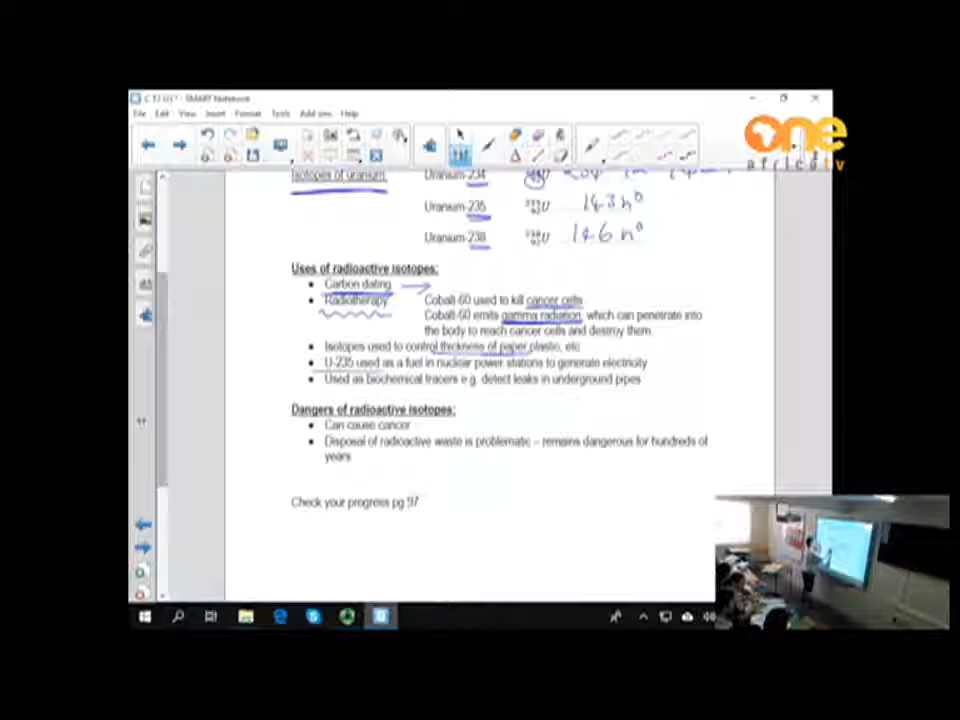 one
africa tv
SMART Notebook
File Edit View Insert Format Tools Add-ons Help
Isotopes of uranium: Uranium-234
Uranium-235 U 143 n⁰
Uranium-238 U 146 n⁰
Uses of radioactive isotopes:
• Carbon dating →
• Radiotherapy Cobalt-60 used to kill cancer cells
Cobalt-60 emits gamma radiation, which can penetrate into
the body to reach cancer cells and destroy them.
• Isotopes used to control thickness of paper, plastic, etc
• U-235 used as a fuel in nuclear power stations to generate electricity
• Used as biochemical tracers e.g. detect leaks in underground pipes
Dangers of radioactive isotopes:
• Can cause cancer
• Disposal of radioactive waste is problematic – remains dangerous for hundreds of
years
Check your progress pg 97